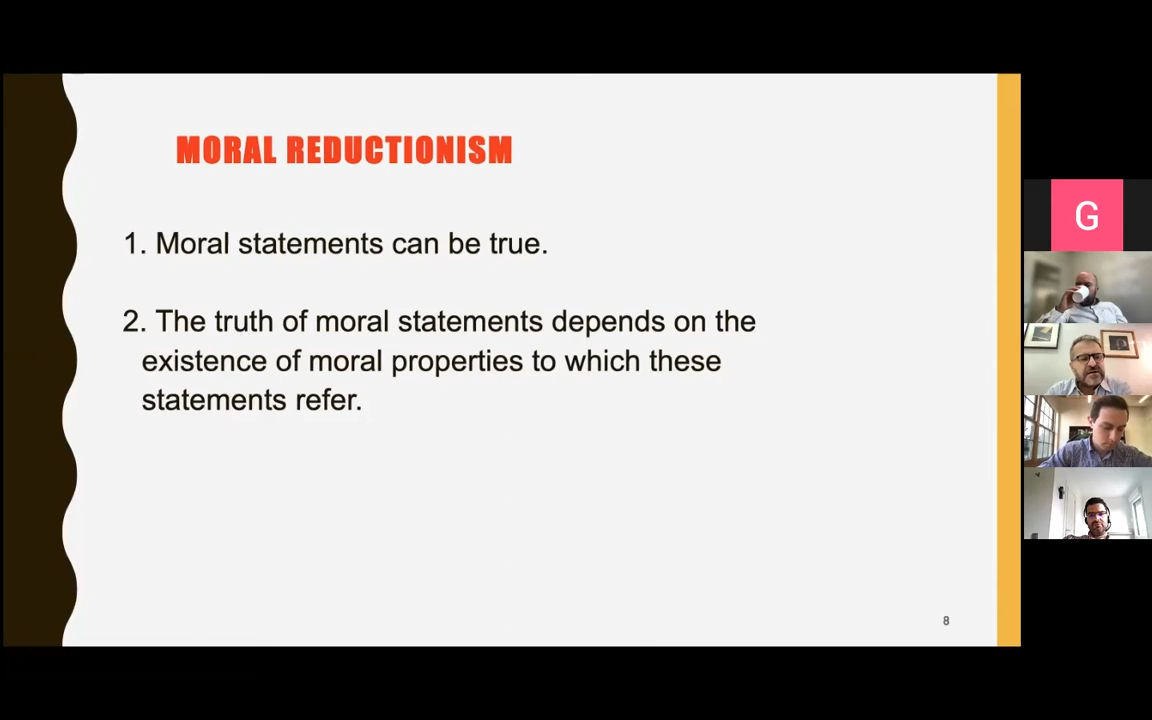 MORAL REDUCTIONISM
1. Moral statements can be true.
2. The truth of moral statements depends on the
existence of moral properties to which these
statements refer.
8
G